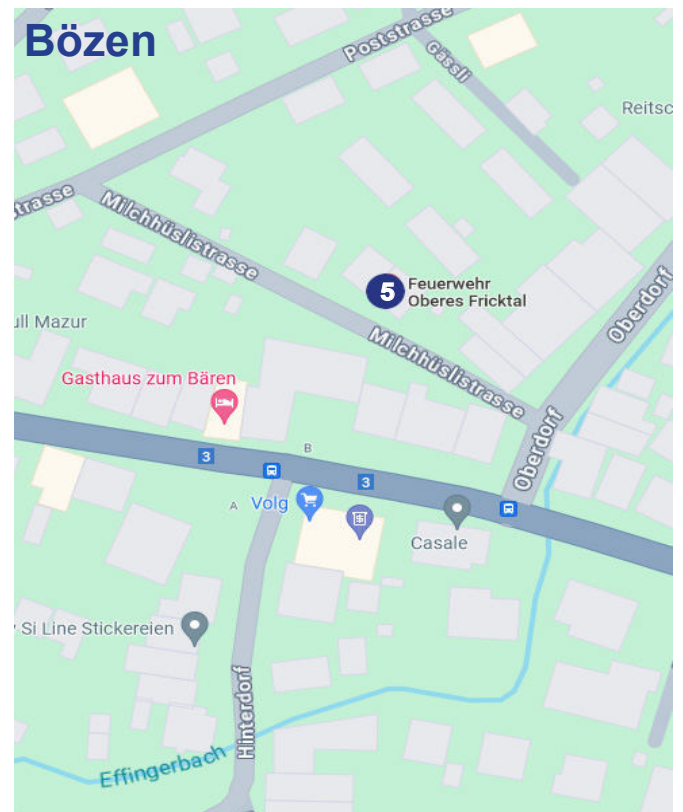 Bözen
Poststrasse
Gässli
Reitsc
strasse
Milchhüslistrasse
5
Feuerwehr
Oberes Fricktal
Oberdorf
ull Mazur
Milchhüslistrasse
Gasthaus zum Bären
Oberdorf
3
B
3
A
Volg
Casale
Si Line Stickereien
Hinterdorf
Effingerbach